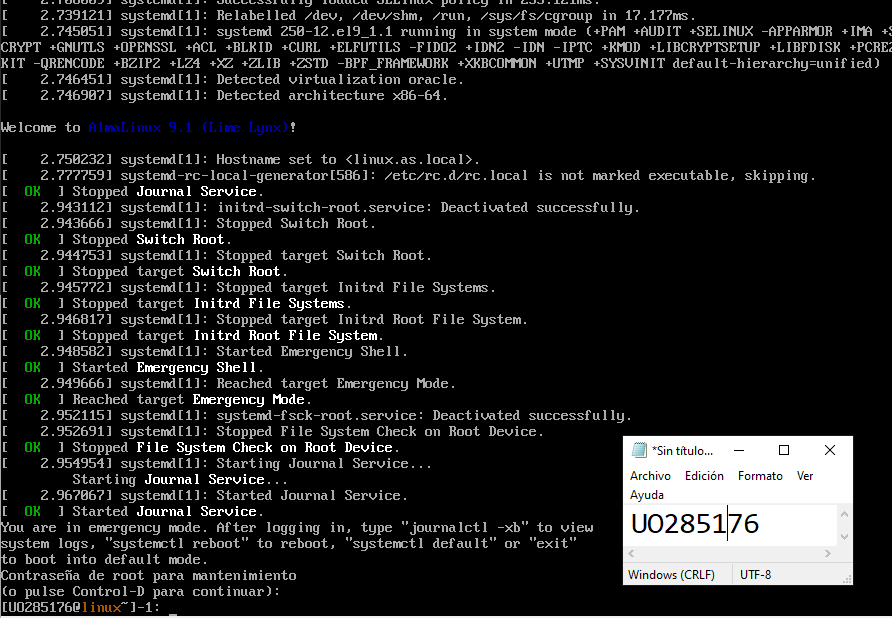 [    2.739121] systemd[1]: Relabelled /dev, /dev/shm, /run, /sys/fs/cgroup in 17.177ms.
[    2.745051] systemd[1]: systemd 250-12.el9_1.1 running in system mode (+PAM +AUDIT +SELINUX -APPARMOR +IMA
CRYPT +GNUTLS +OPENSSL +ACL +BLKID +CURL +ELFUTILS -FIDO2 +IDN2 -IDN -IPTC +KMOD +LIBCRYPTSETUP +LIBFDISK +PCRE2
KIT -QRENCODE +BZIP2 +LZ4 +XZ +ZLIB +ZSTD -BPF_FRAMEWORK +XKBCOMMON +UTMP +SYSVINIT default-hierarchy=unified)
[    2.746451] systemd[1]: Detected virtualization oracle.
[    2.746907] systemd[1]: Detected architecture x86-64.
Welcome to AlmaLinux 9.1 (Lime Lynx)!
[    2.750232] systemd[1]: Hostname set to <linux.as.local>.
[    2.777759] systemd-rc-local-generator[586]: /etc/rc.d/rc.local is not marked executable, skipping.
[  OK  ] Stopped Journal Service.
[    2.943112] systemd[1]: initrd-switch-root.service: Deactivated successfully.
[    2.943666] systemd[1]: Stopped Switch Root.
[  OK  ] Stopped Switch Root.
[    2.944753] systemd[1]: Stopped target Switch Root.
[  OK  ] Stopped target Switch Root.
[    2.945772] systemd[1]: Stopped target Initrd File Systems.
[  OK  ] Stopped target Initrd File Systems.
[    2.946817] systemd[1]: Stopped target Initrd Root File System.
[  OK  ] Stopped target Initrd Root File System.
[    2.948582] systemd[1]: Started Emergency Shell.
[  OK  ] Started Emergency Shell.
[    2.949666] systemd[1]: Reached target Emergency Mode.
[  OK  ] Reached target Emergency Mode.
[    2.952115] systemd[1]: systemd-fsck-root.service: Deactivated successfully.
[    2.952691] systemd[1]: Stopped File System Check on Root Device.
[  OK  ] Stopped File System Check on Root Device.
[    2.954954] systemd[1]: Starting Journal Service...
         Starting Journal Service...
[    2.967067] systemd[1]: Started Journal Service.
[  OK  ] Started Journal Service.
You are in emergency mode. After logging in, type "journalctl -xb" to view
system logs, "systemctl reboot" to reboot, "systemctl default" or "exit"
to boot into default mode.
Contraseña de root para mantenimiento
(o pulse Control-D para continuar):
[UO285176@linux~]-1: _
*Sin título...
Archivo Edición Formato Ver
Ayuda
UO285176
Windows (CRLF) UTF-8